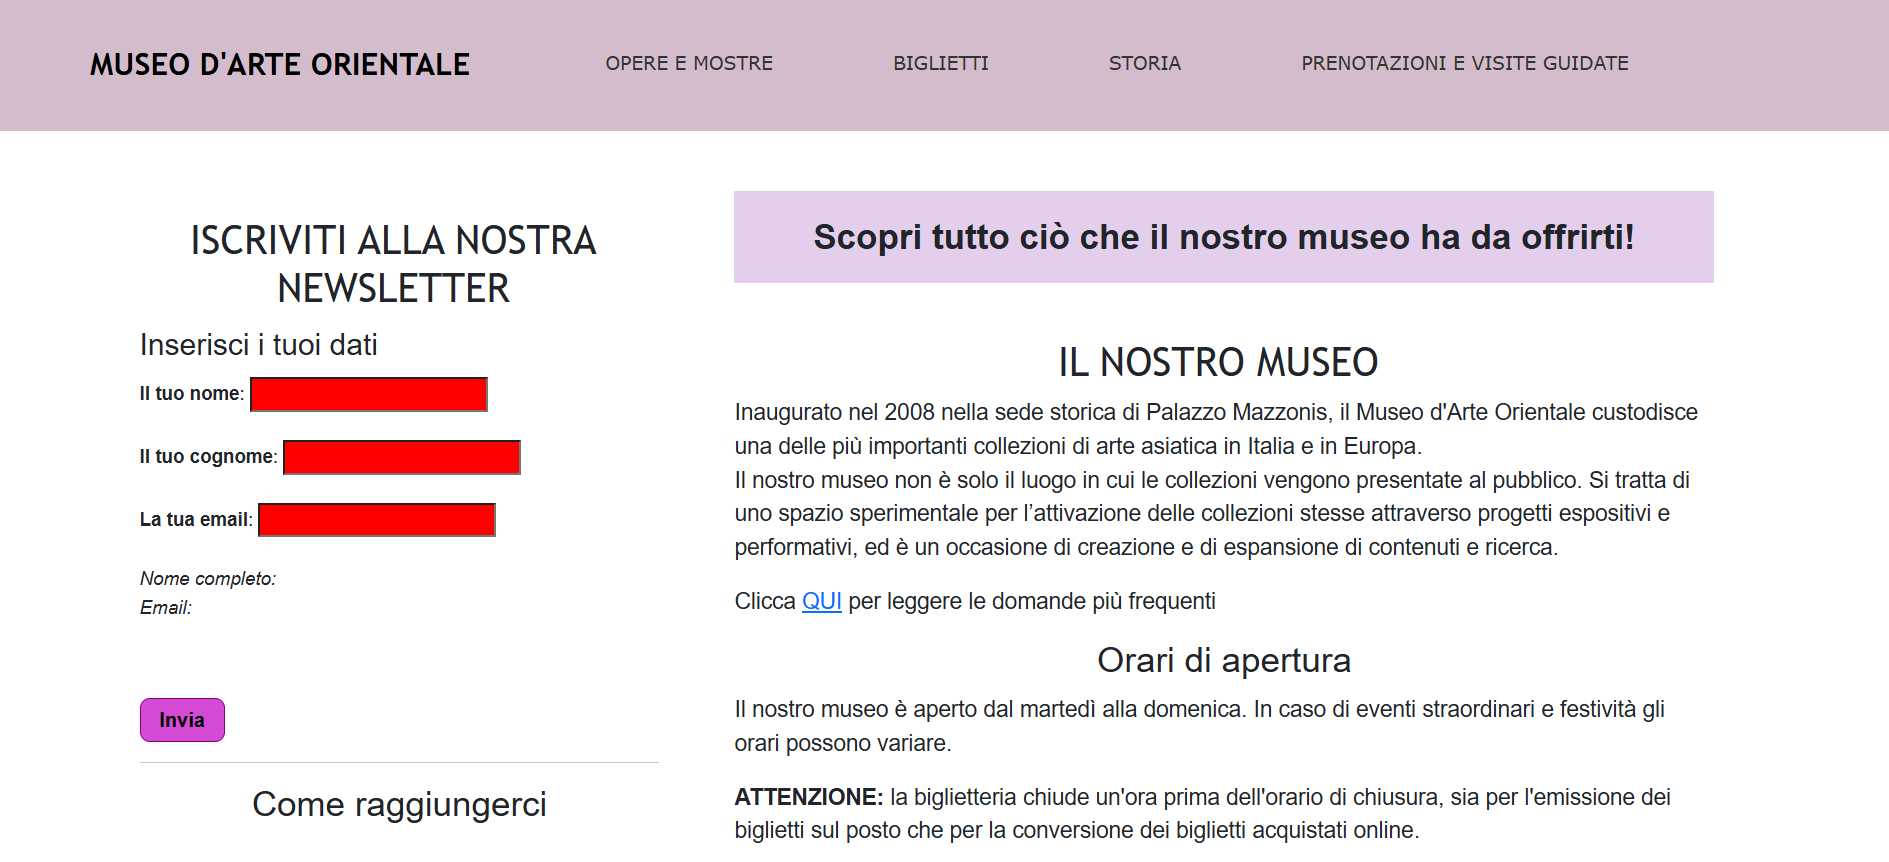 MUSEO D'ARTE ORIENTALE
OPERE E MOSTRE
BIGLIETTI
STORIA
PRENOTAZIONI E VISITE GUIDATE
ISCRIVITI ALLA NOSTRA
NEWSLETTER
Inserisci i tuoi dati
Il tuo nome:
Il tuo cognome:
La tua email:
Nome completo:
Email:
Invia
Come raggiungerci
Scopri tutto ciò che il nostro museo ha da offrirti!
IL NOSTRO MUSEO
Inaugurato nel 2008 nella sede storica di Palazzo Mazzonis, il Museo d'Arte Orientale custodisce
una delle più importanti collezioni di arte asiatica in Italia e in Europa.
Il nostro museo non è solo il luogo in cui le collezioni vengono presentate al pubblico. Si tratta di
uno spazio sperimentale per l’attivazione delle collezioni stesse attraverso progetti espositivi e
performativi, ed è un occasione di creazione e di espansione di contenuti e ricerca.
Clicca QUI per leggere le domande più frequenti
Orari di apertura
Il nostro museo è aperto dal martedì alla domenica. In caso di eventi straordinari e festività gli
orari possono variare.
ATTENZIONE: la biglietteria chiude un'ora prima dell'orario di chiusura, sia per l'emissione dei
biglietti sul posto che per la conversione dei biglietti acquistati online.